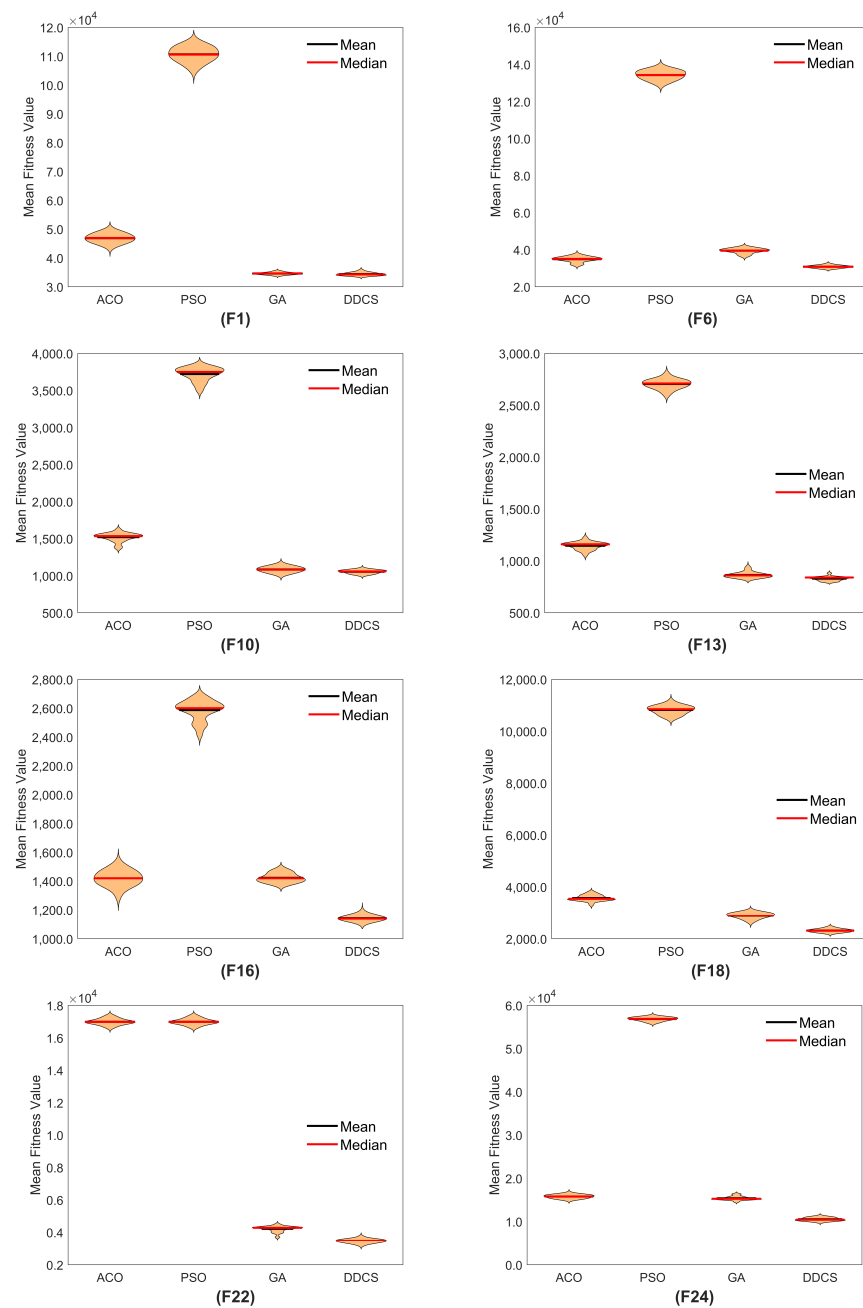 ×10⁴
12.0
11.0
10.0
9.0
8.0
7.0
6.0
5.0
4.0
3.0
Mean Fitness Value
Mean
Median
ACO PSO GA DDCS
(F1)
×10⁴
16.0
14.0
12.0
10.0
8.0
6.0
4.0
2.0
Mean Fitness Value
Mean
Median
ACO PSO GA DDCS
(F6)
4,000.0
3,500.0
3,000.0
2,500.0
2,000.0
1,500.0
1,000.0
500.0
Mean Fitness Value
Mean
Median
ACO PSO GA DDCS
(F10)
3,000.0
2,500.0
2,000.0
1,500.0
1,000.0
500.0
Mean Fitness Value
Mean
Median
ACO PSO GA DDCS
(F13)
2,800.0
2,600.0
2,400.0
2,200.0
2,000.0
1,800.0
1,600.0
1,400.0
1,200.0
1,000.0
Mean Fitness Value
Mean
Median
ACO PSO GA DDCS
(F16)
12,000.0
10,000.0
8,000.0
6,000.0
4,000.0
2,000.0
Mean Fitness Value
Mean
Median
ACO PSO GA DDCS
(F18)
×10⁴
1.8
1.6
1.4
1.2
1.0
0.8
0.6
0.4
0.2
Mean Fitness Value
Mean
Median
ACO PSO GA DDCS
(F22)
×10⁴
6.0
5.0
4.0
3.0
2.0
1.0
0.0
Mean Fitness Value
Mean
Median
ACO PSO GA DDCS
(F24)